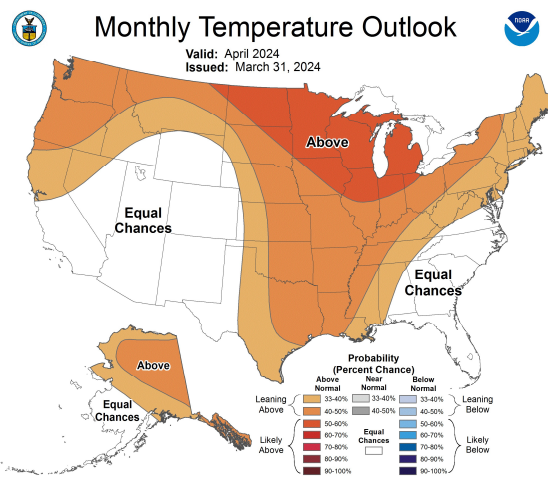 Monthly Temperature Outlook
NOAA
Valid: April 2024
Issued: March 31, 2024
Above
Equal
Chances
Equal
Chances
Above
Equal
Chances
Probability
(Percent Chance)
Above
Normal
Near
Normal
Below
Normal
Leaning
Above
33-40%
40-50%
33-40%
40-50%
33-40%
40-50%
Leaning
Below
Likely
Above
50-60%
60-70%
70-80%
80-90%
90-100%
Equal
Chances
50-60%
60-70%
70-80%
80-90%
90-100%
Likely
Below